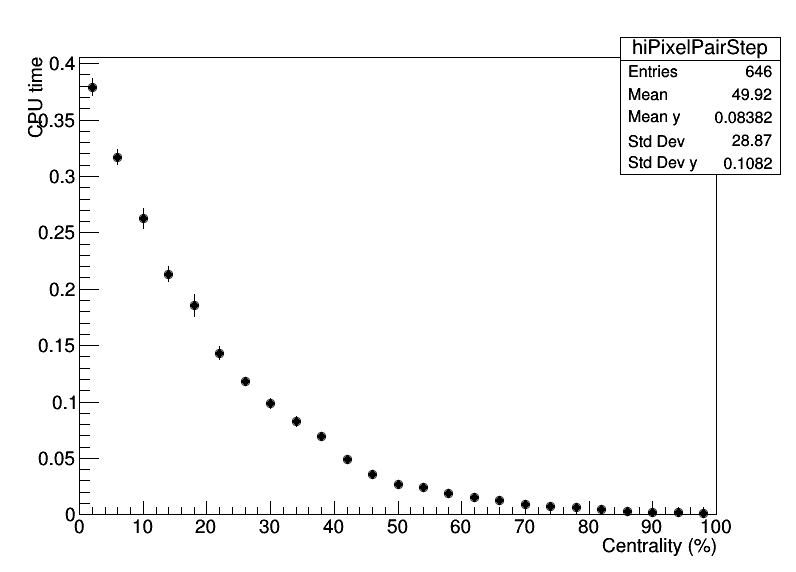 hiPixelPairStep
Entries 646
Mean 49.92
Mean y 0.08382
Std Dev 28.87
Std Dev y 0.1082
CPU time
0.4
0.35
0.3
0.25
0.2
0.15
0.1
0.05
0
0 10 20 30 40 50 60 70 80 90 100
Centrality (%)